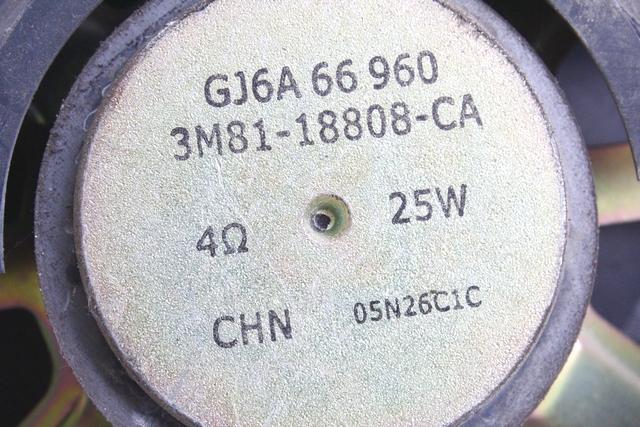 GJ6A 66 960
3M81-18808-CA
4Ω 25W
CHN 05N26C1C